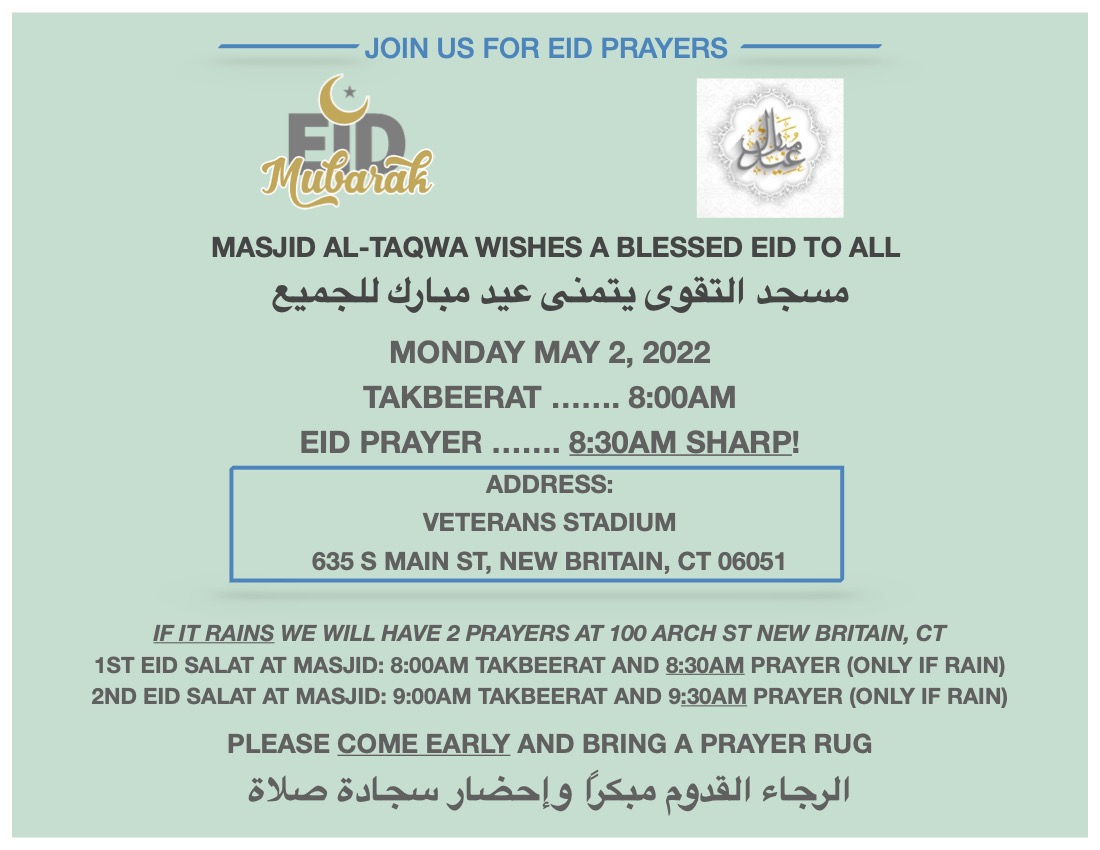 JOIN US FOR EID PRAYERS
EID
Mubarak
عيد مبارك
MASJID AL-TAQWA WISHES A BLESSED EID TO ALL
مسجد التقوى يتمنى عيد مبارك للجميع
MONDAY MAY 2, 2022
TAKBEERAT ....... 8:00AM
EID PRAYER ....... 8:30AM SHARP!
ADDRESS:
VETERANS STADIUM
635 S MAIN ST, NEW BRITAIN, CT 06051
IF IT RAINS WE WILL HAVE 2 PRAYERS AT 100 ARCH ST NEW BRITAIN, CT
1ST EID SALAT AT MASJID: 8:00AM TAKBEERAT AND 8:30AM PRAYER (ONLY IF RAIN)
2ND EID SALAT AT MASJID: 9:00AM TAKBEERAT AND 9:30AM PRAYER (ONLY IF RAIN)
PLEASE COME EARLY AND BRING A PRAYER RUG
الرجاء القدوم مبكراً وإحضار سجادة صلاة